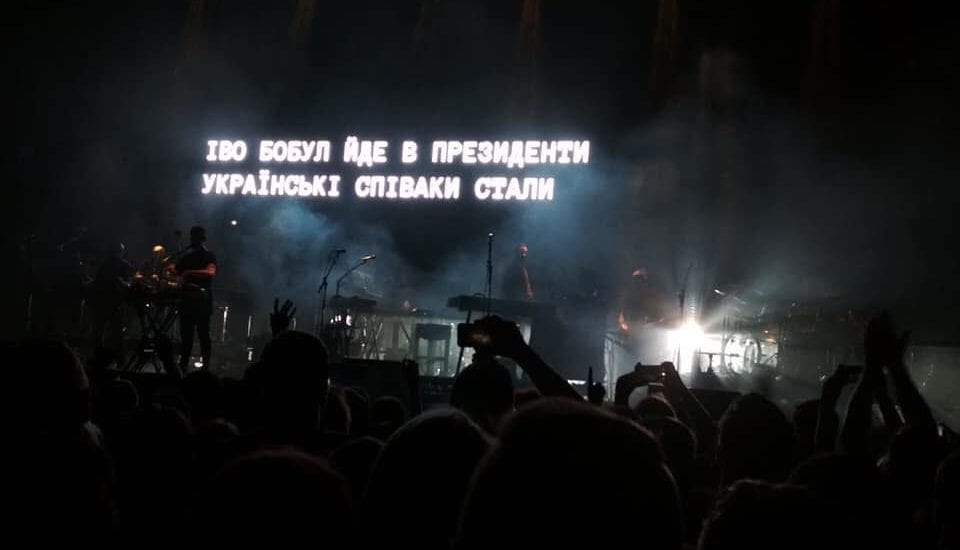 ІВО БОБУЛ ЙДЕ В ПРЕЗИДЕНТИ
УКРАЇНСЬКІ СПІВАКИ СТАЛИ